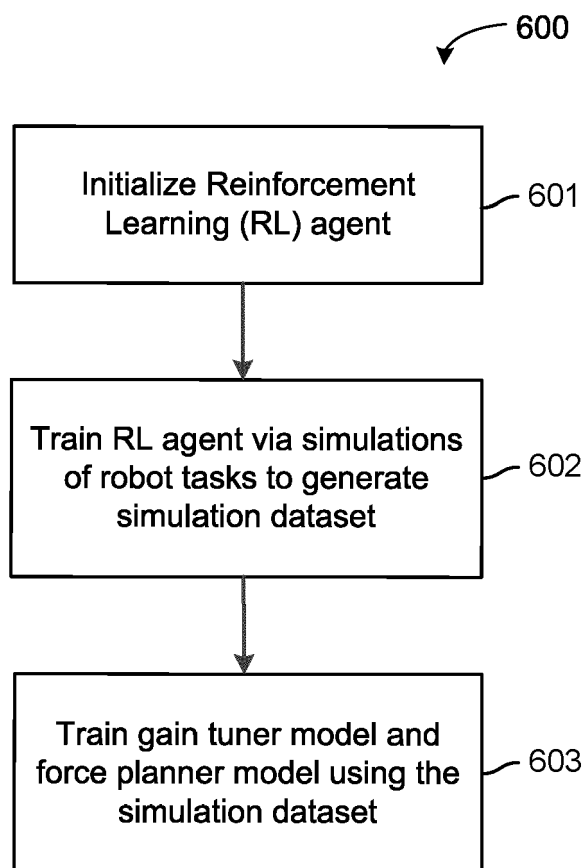 600
Initialize Reinforcement
Learning (RL) agent
601
Train RL agent via simulations
of robot tasks to generate
simulation dataset
602
Train gain tuner model and
force planner model using the
simulation dataset
603